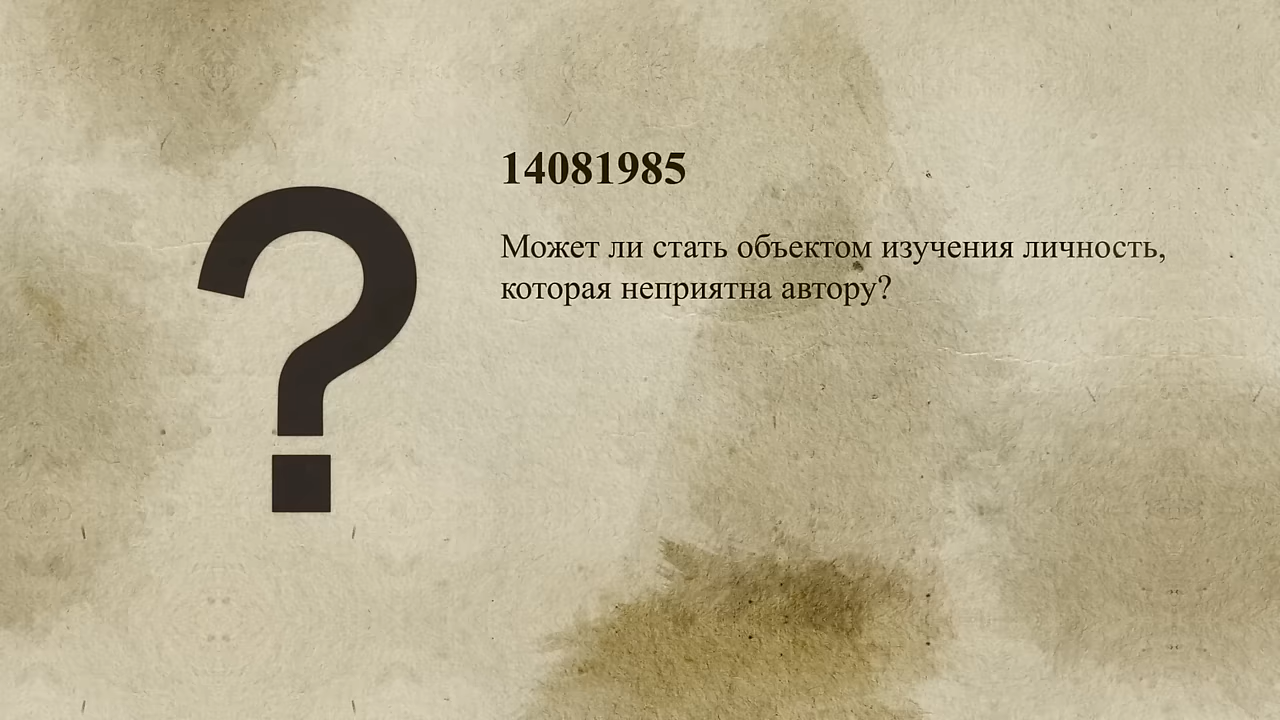 14081985
Может ли стать объектом изучения личность,
которая неприятна автору?